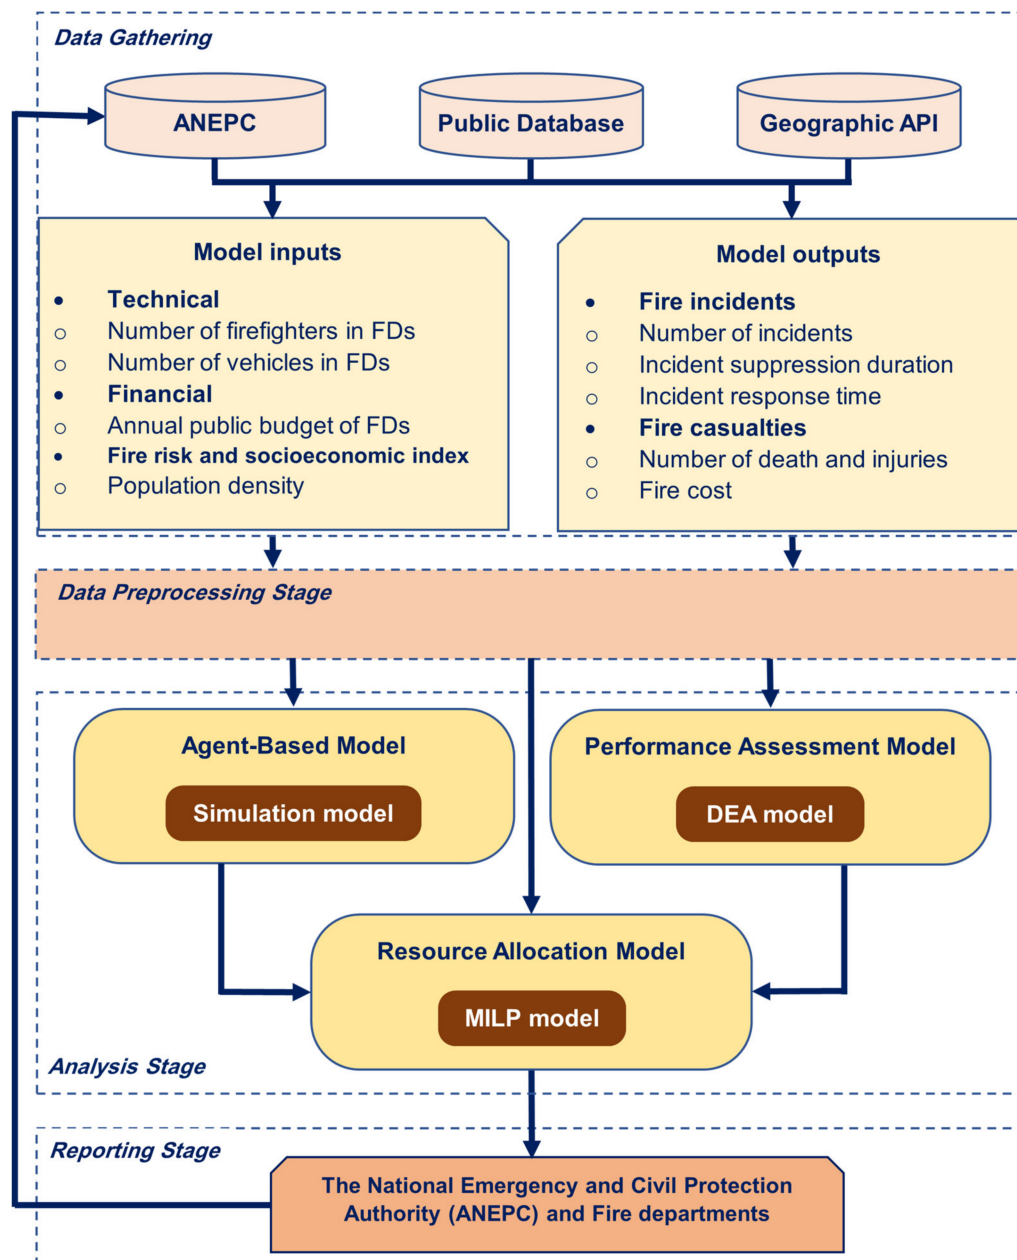 Data Gathering
ANEPC
Public Database
Geographic API
Model inputs
• Technical
o Number of firefighters in FDs
o Number of vehicles in FDs
• Financial
o Annual public budget of FDs
• Fire risk and socioeconomic index
o Population density
Model outputs
• Fire incidents
o Number of incidents
o Incident suppression duration
o Incident response time
• Fire casualties
o Number of death and injuries
o Fire cost
Data Preprocessing Stage
Agent-Based Model
Simulation model
Performance Assessment Model
DEA model
Resource Allocation Model
MILP model
Analysis Stage
Reporting Stage
The National Emergency and Civil Protection
Authority (ANEPC) and Fire departments